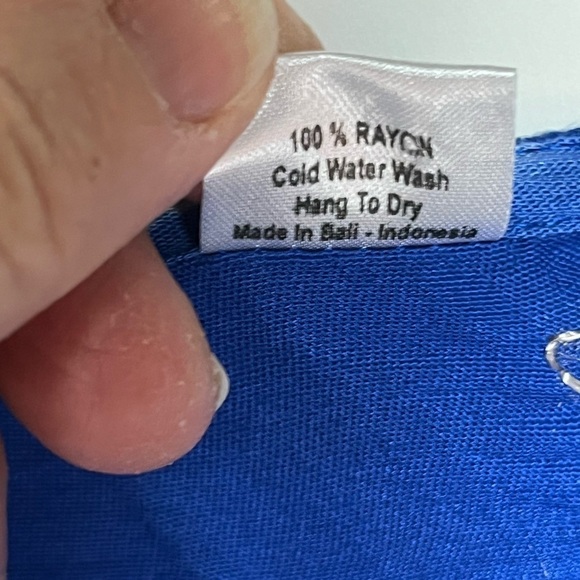 100 % RAYON
Cold Water Wash
Hang To Dry
Made In Bali - Indonesia